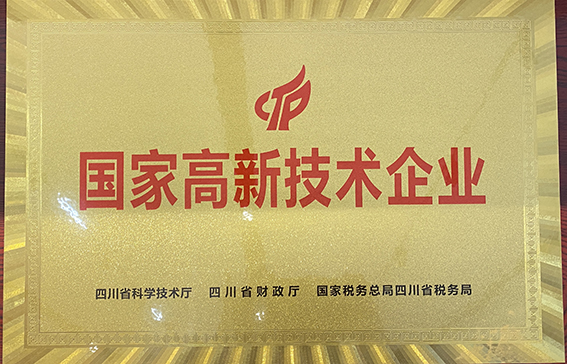 CTP
国家高新技术企业
四川省科学技术厅 四川省财政厅 国家税务总局四川省税务局